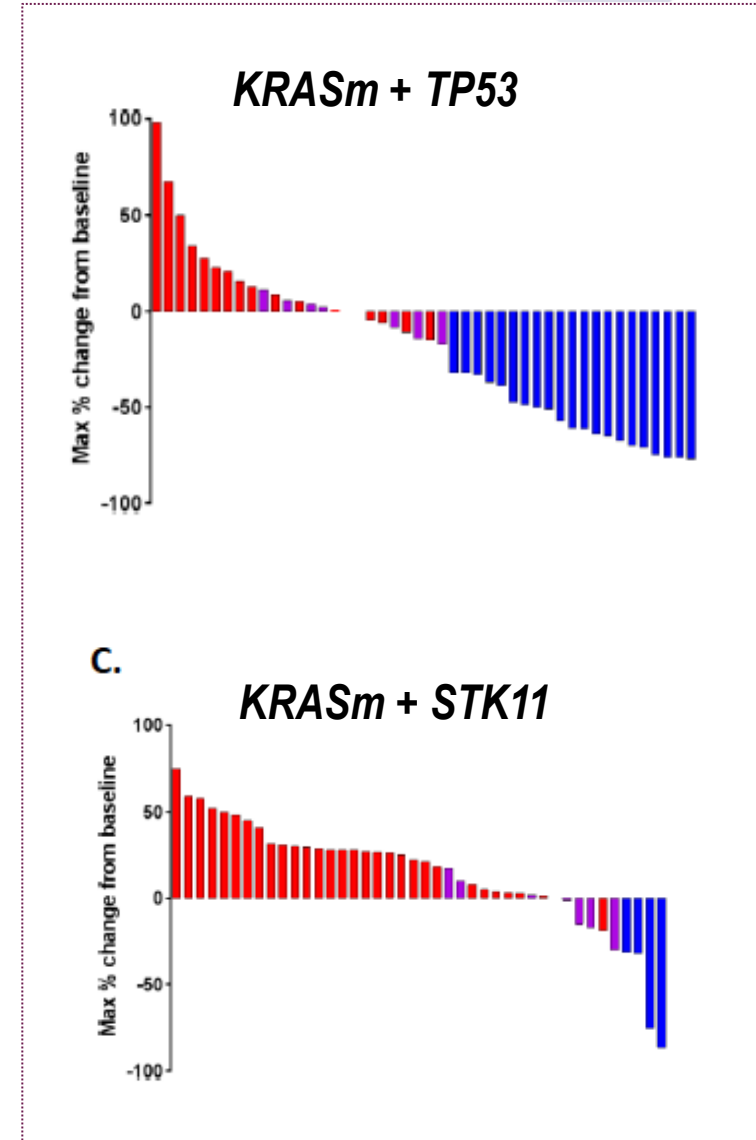 KRASm + TP53
Max % change from baseline
100
50
0
-50
-100
C.
KRASm + STK11
Max % change from baseline
100
50
0
-50
-100